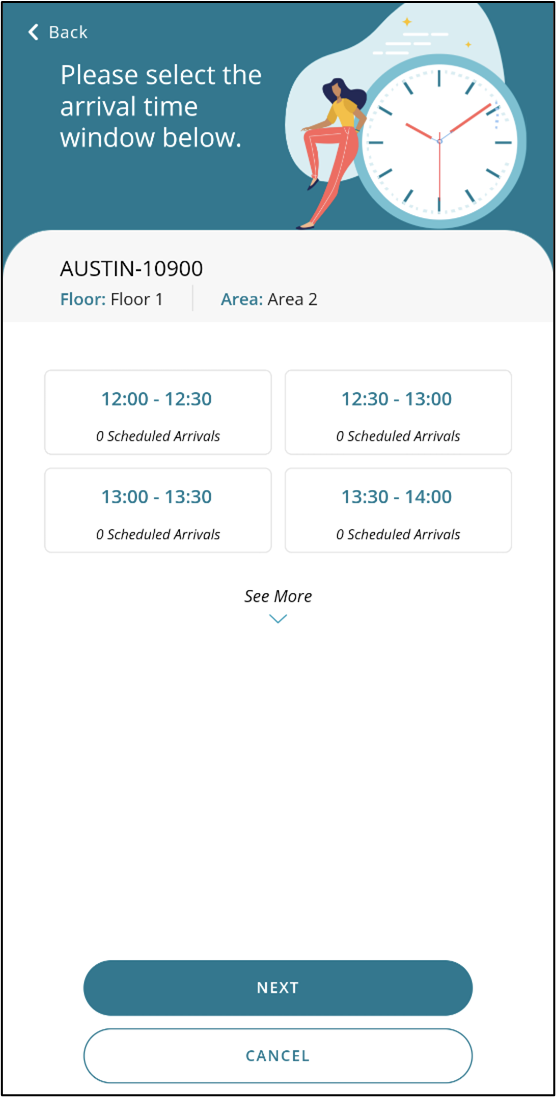 Back
Please select the
arrival time
window below.
AUSTIN-10900
Floor: Floor 1 Area: Area 2
12:00 - 12:30 12:30 - 13:00
0 Scheduled Arrivals 0 Scheduled Arrivals
13:00 - 13:30 13:30 - 14:00
0 Scheduled Arrivals 0 Scheduled Arrivals
See More
NEXT
CANCEL